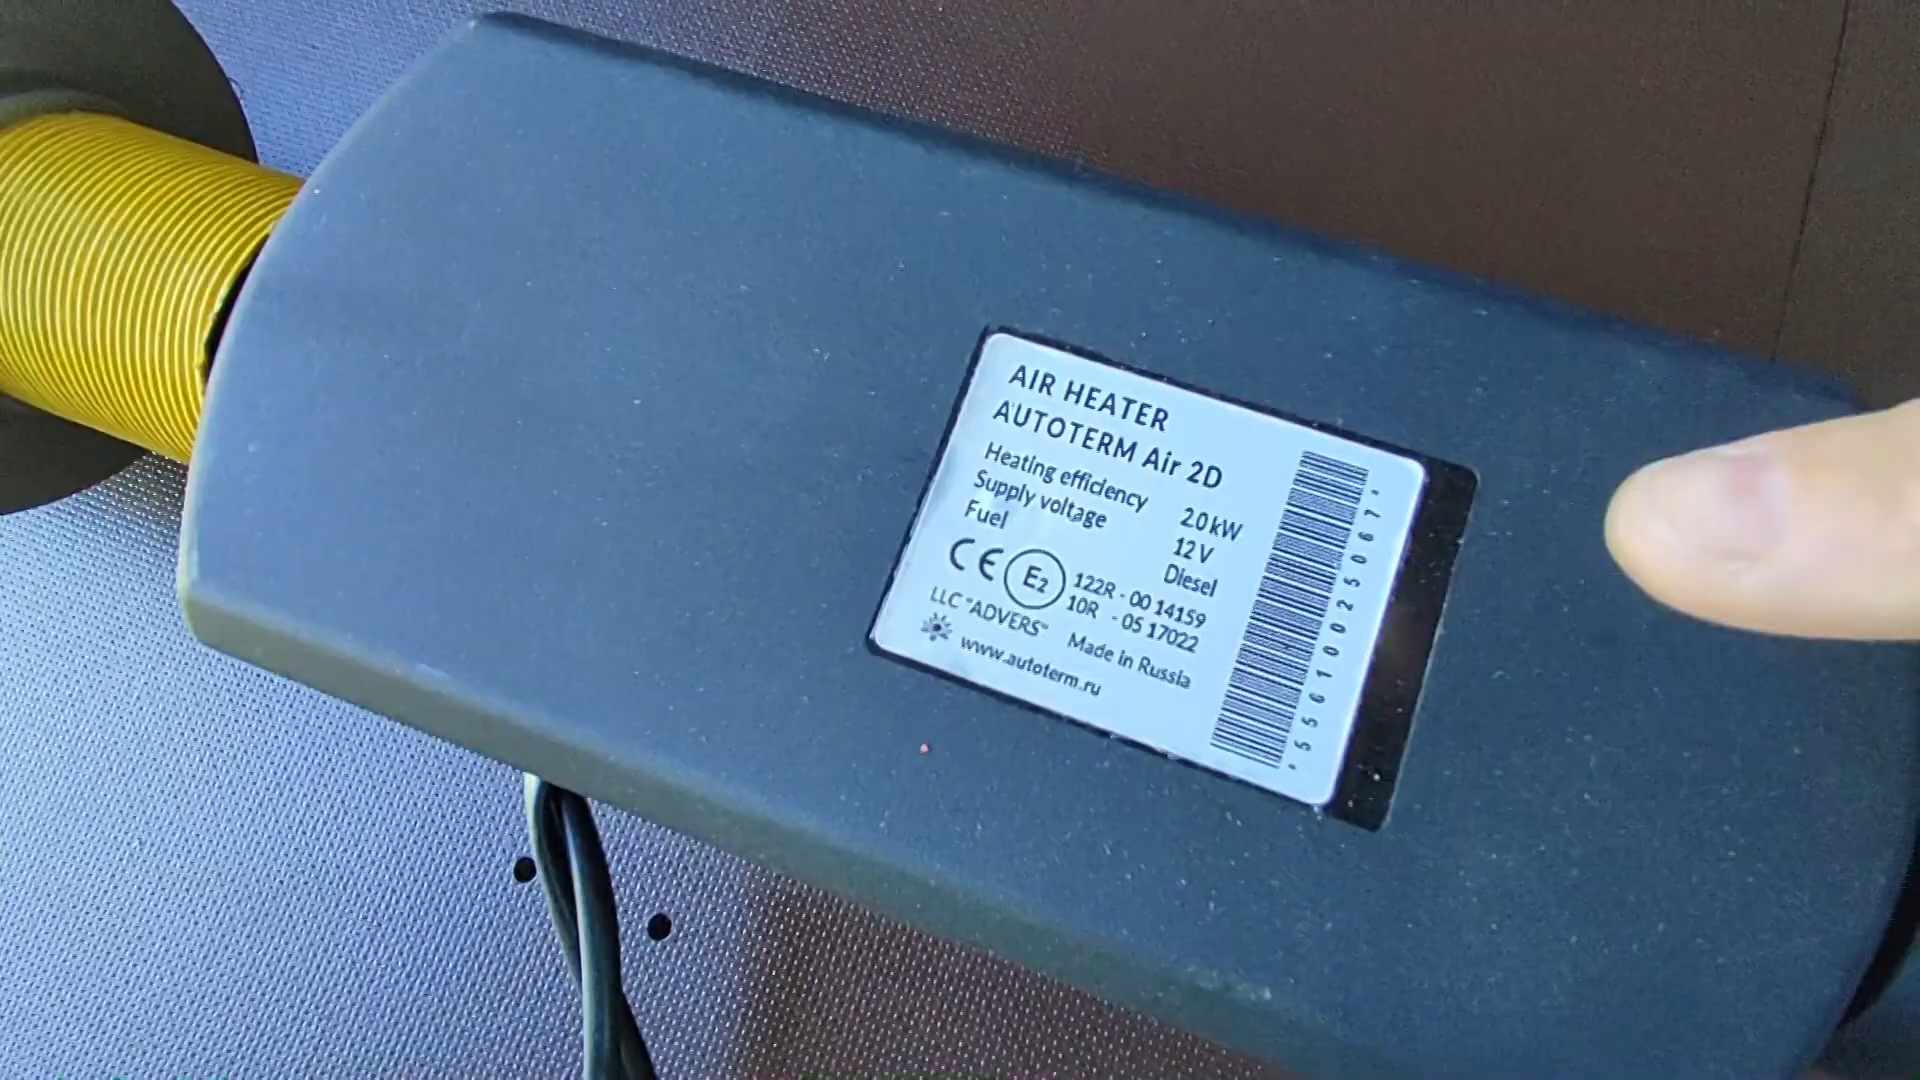 AIR HEATER
AUTOTERM Air 2D
Heating efficiency 2.0 kW
Supply voltage 12 V
Fuel Diesel
CE E2 122R - 00 14159
10R - 05 17022
LLC "ADVERS" Made in Russia
www.autoterm.ru
*5561002506 7*